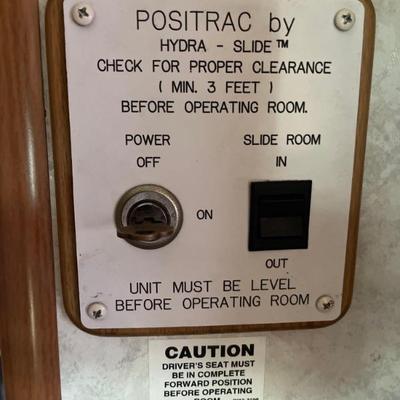 POSITRAC by
HYDRA - SLIDE™
CHECK FOR PROPER CLEARANCE
( MIN. 3 FEET )
BEFORE OPERATING ROOM.
POWER SLIDE ROOM
OFF IN
ON
OUT
UNIT MUST BE LEVEL
BEFORE OPERATING ROOM
CAUTION
DRIVER'S SEAT MUST
BE IN COMPLETE
FORWARD POSITION
BEFORE OPERATING
ROOM